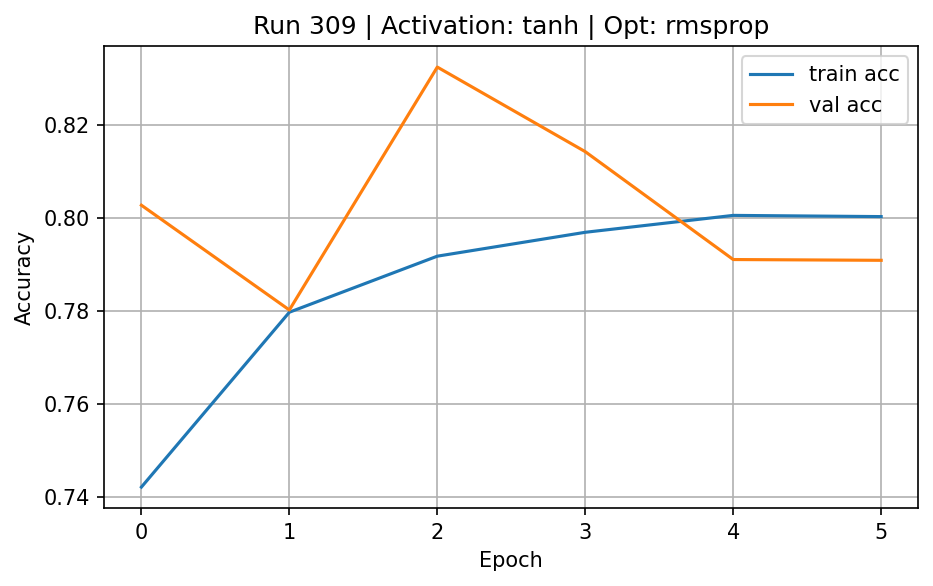 Run 309 | Activation: tanh | Opt: rmsprop
train acc
val acc
0.82
0.80
0.78
0.76
0.74
Accuracy
0 1 2 3 4 5
Epoch